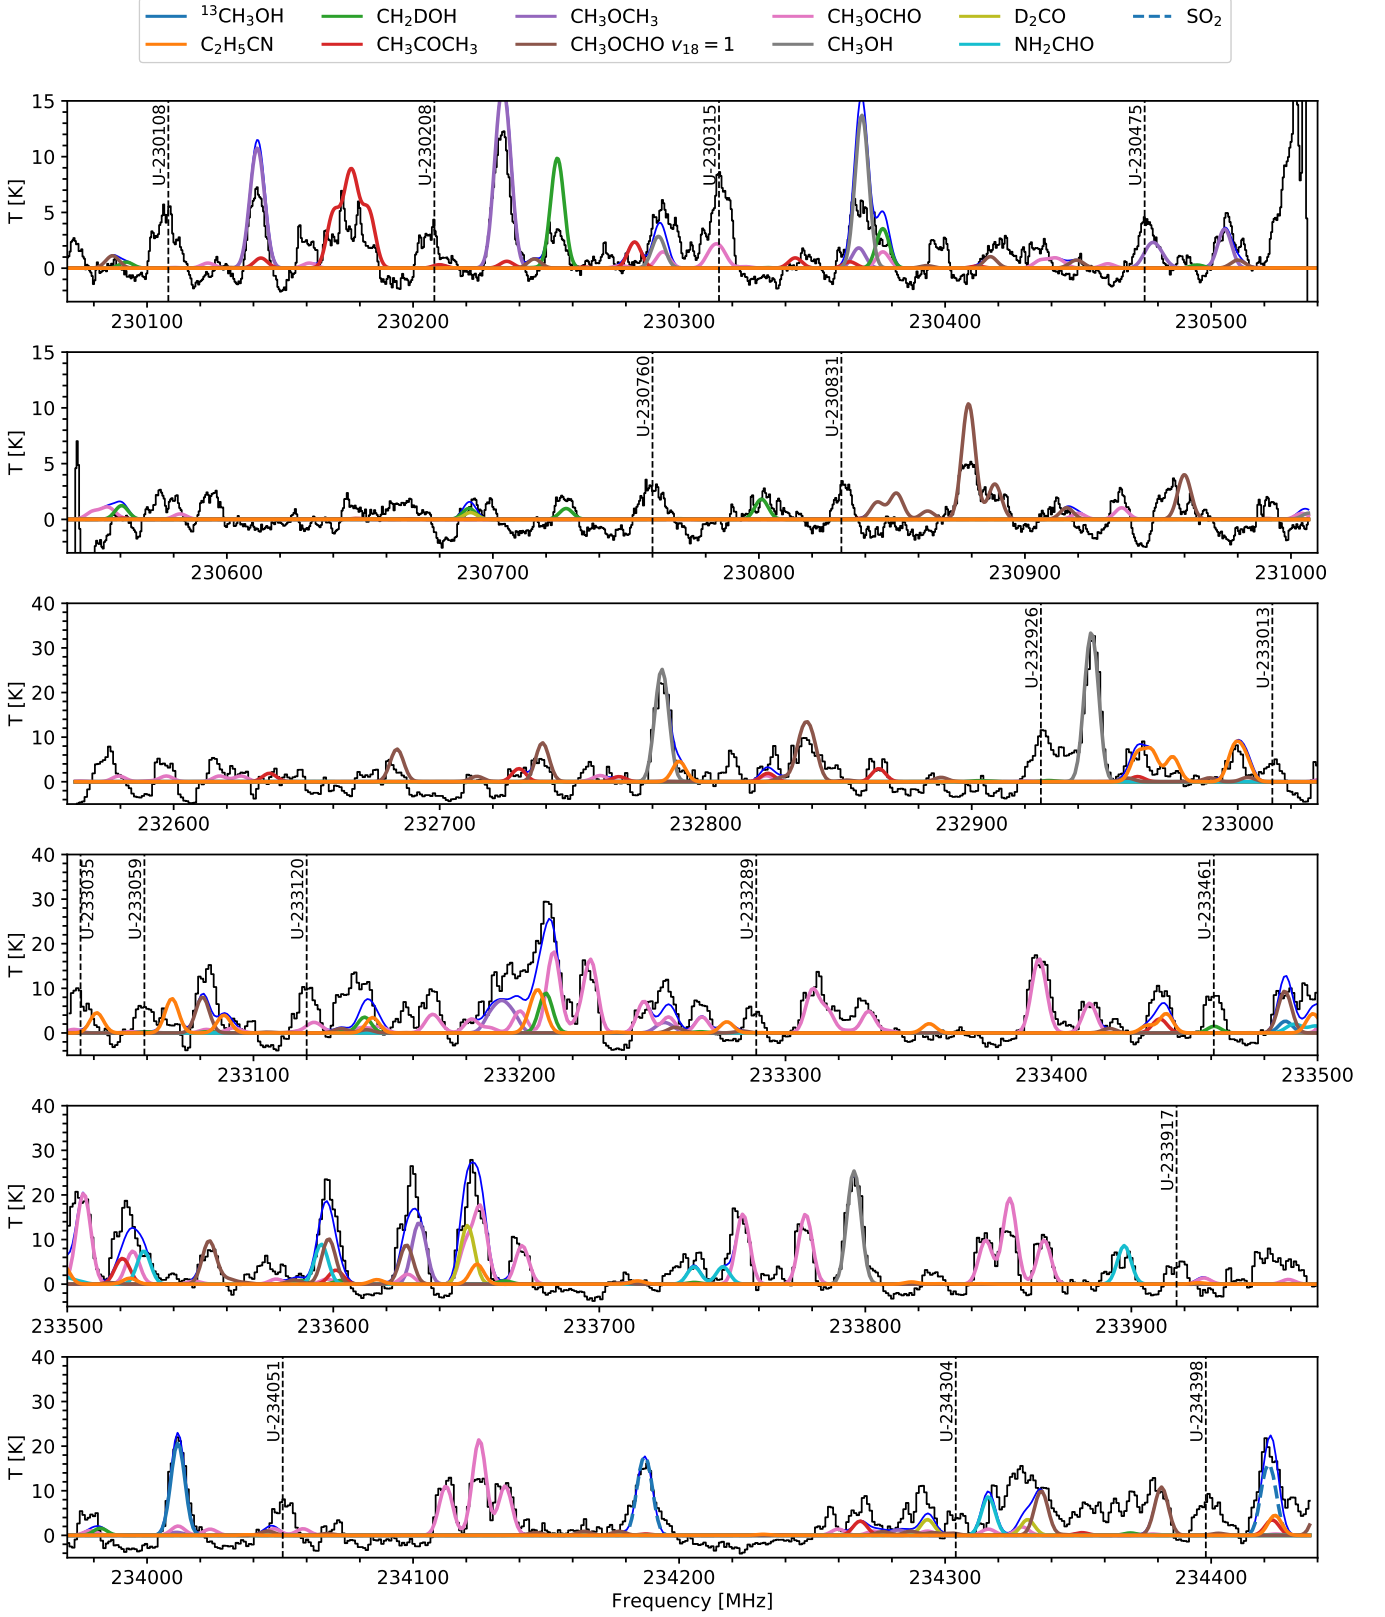 ¹³CH₃OH CH₂DOH CH₃OCH₃ CH₃OCHO D₂CO SO₂
C₂H₅CN CH₃COCH₃ CH₃OCHO v₁₈ = 1 CH₃OH NH₂CHO
U-230108 U-230208 U-230315 U-230475
15
10
5
0
T [K]
230100 230200 230300 230400 230500
U-230760 U-230831
15
10
5
0
T [K]
230600 230700 230800 230900 231000
U-232926 U-233013
40
30
20
10
0
T [K]
232600 232700 232800 232900 233000
U-233035 U-233059 U-233120 U-233289 U-233461
40
30
20
10
0
T [K]
233100 233200 233300 233400 233500
U-233917
40
30
20
10
0
T [K]
233500 233600 233700 233800 233900
U-234051 U-234304 U-234398
40
30
20
10
0
T [K]
234000 234100 234200 234300 234400
Frequency [MHz]